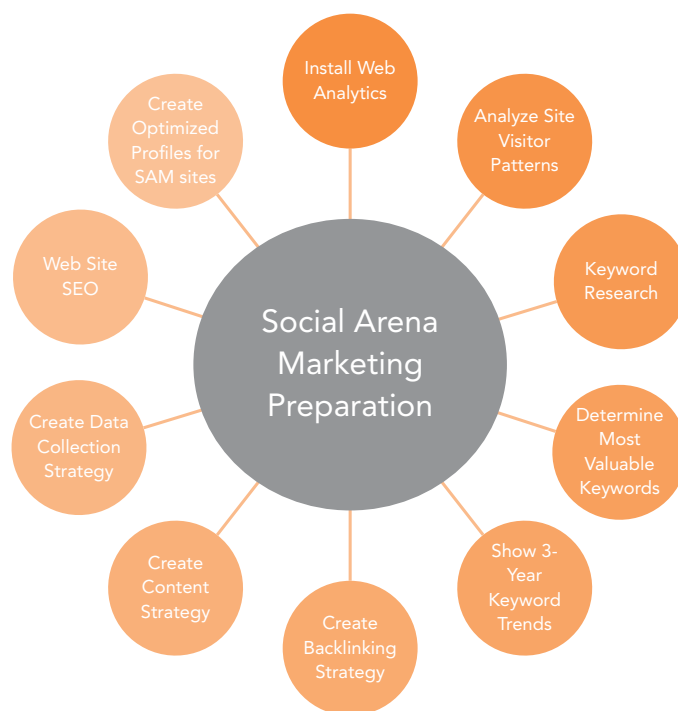 Install Web
Analytics
Analyze Site
Visitor
Patterns
Keyword
Research
Determine
Most
Valuable
Keywords
Show 3-
Year
Keyword
Trends
Create
Backlinking
Strategy
Create
Content
Strategy
Create Data
Collection
Strategy
Web Site
SEO
Create
Optimized
Profiles for
SAM sites
Social Arena
Marketing
Preparation